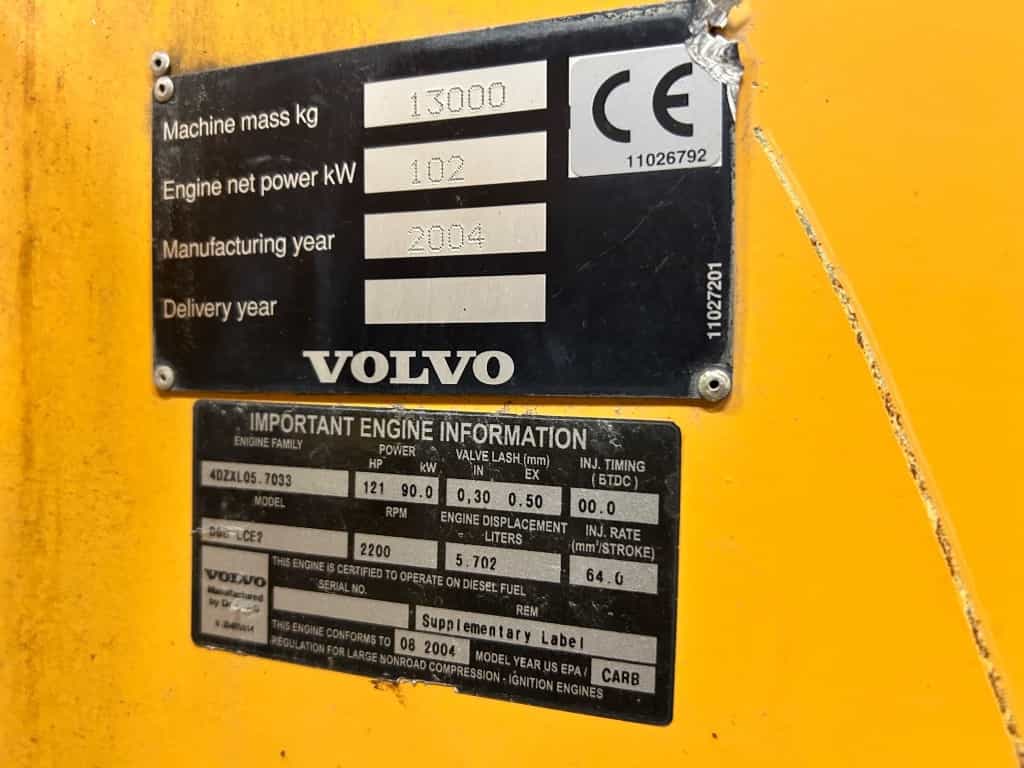 Machine mass kg 13000
CE
11026792
Engine net power kW 102
Manufacturing year 2004
Delivery year
11027201
VOLVO
IMPORTANT ENGINE INFORMATION
ENIGINE FAMILY
POWER
HP kW
VALVE LASH (mm)
IN EX
INJ. TIMING
( BTDC )
4DZXL05.7033
121 90.0
0,30 0.50
00.0
MODEL
RPM
ENGINE DISPLACEMENT
LITERS
INJ. RATE
(mm³/STROKE)
LCE2
2200
5.702
64.0
THIS ENGINE IS CERTIFIED TO OPERATE ON DIESEL FUEL
VOLVO
Manufactured
by
SERIAL NO.
REM
Supplementary Label
THIS ENGINE CONFORMS TO 08 2004 MODEL YEAR US EPA / CARB
REGULATION FOR LARGE NONROAD COMPRESSION - IGNITION ENGINES